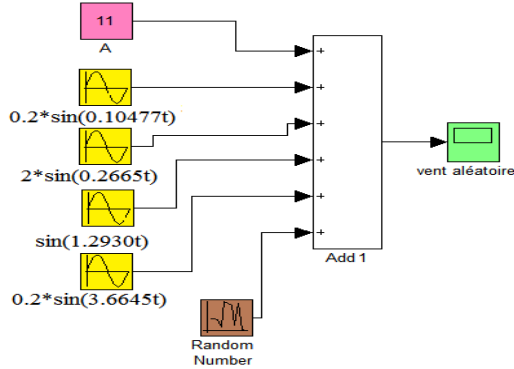 11
A
0.2*sin(0.10477t)
2*sin(0.2665t)
sin(1.2930t)
0.2*sin(3.6645t)
Random
Number
+
+
+
+
+
+
Add 1
vent aléatoire